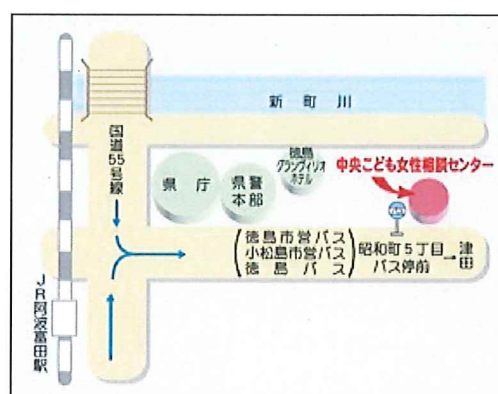 新町川
国道55号線
徳島
グランヴィリオ
ホテル
中央こども女性相談センター
県庁
県警
本部
徳島市営バス
小松島市営バス
徳島バス
昭和町5丁目
バス停前
→津田
JR阿波富田駅